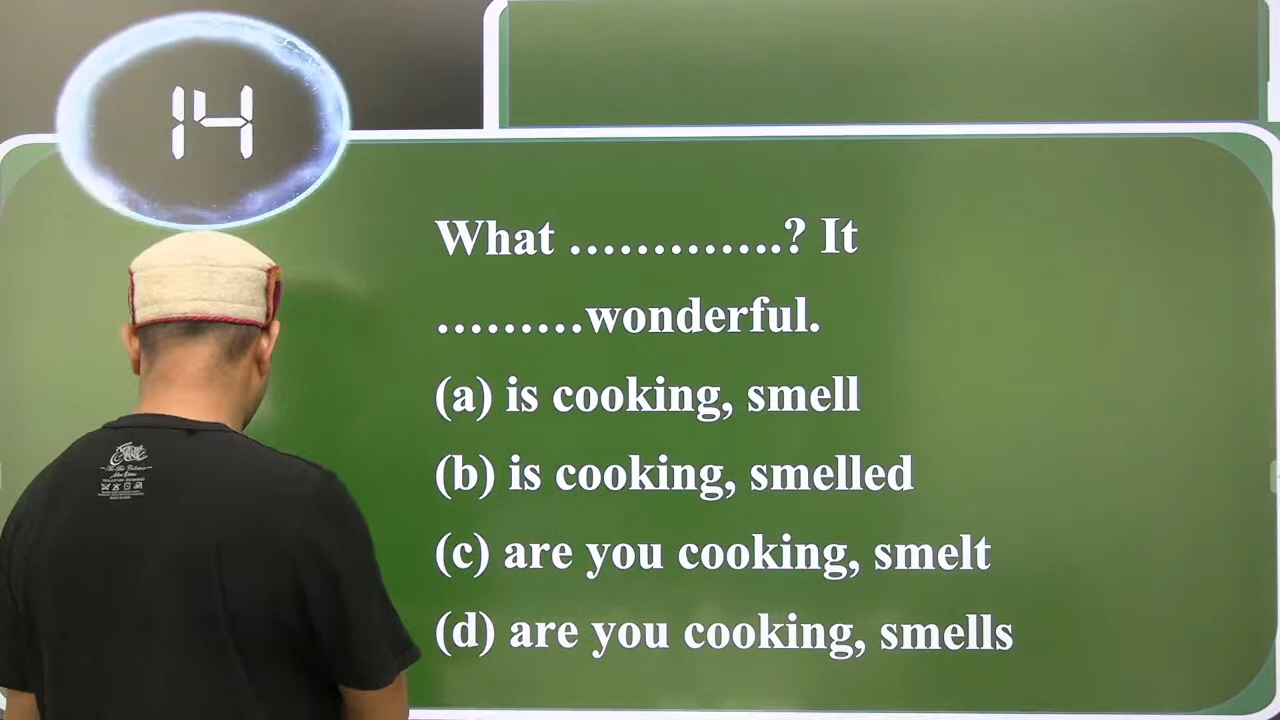 14
What .............? It
.........wonderful.
(a) is cooking, smell
(b) is cooking, smelled
(c) are you cooking, smelt
(d) are you cooking, smells